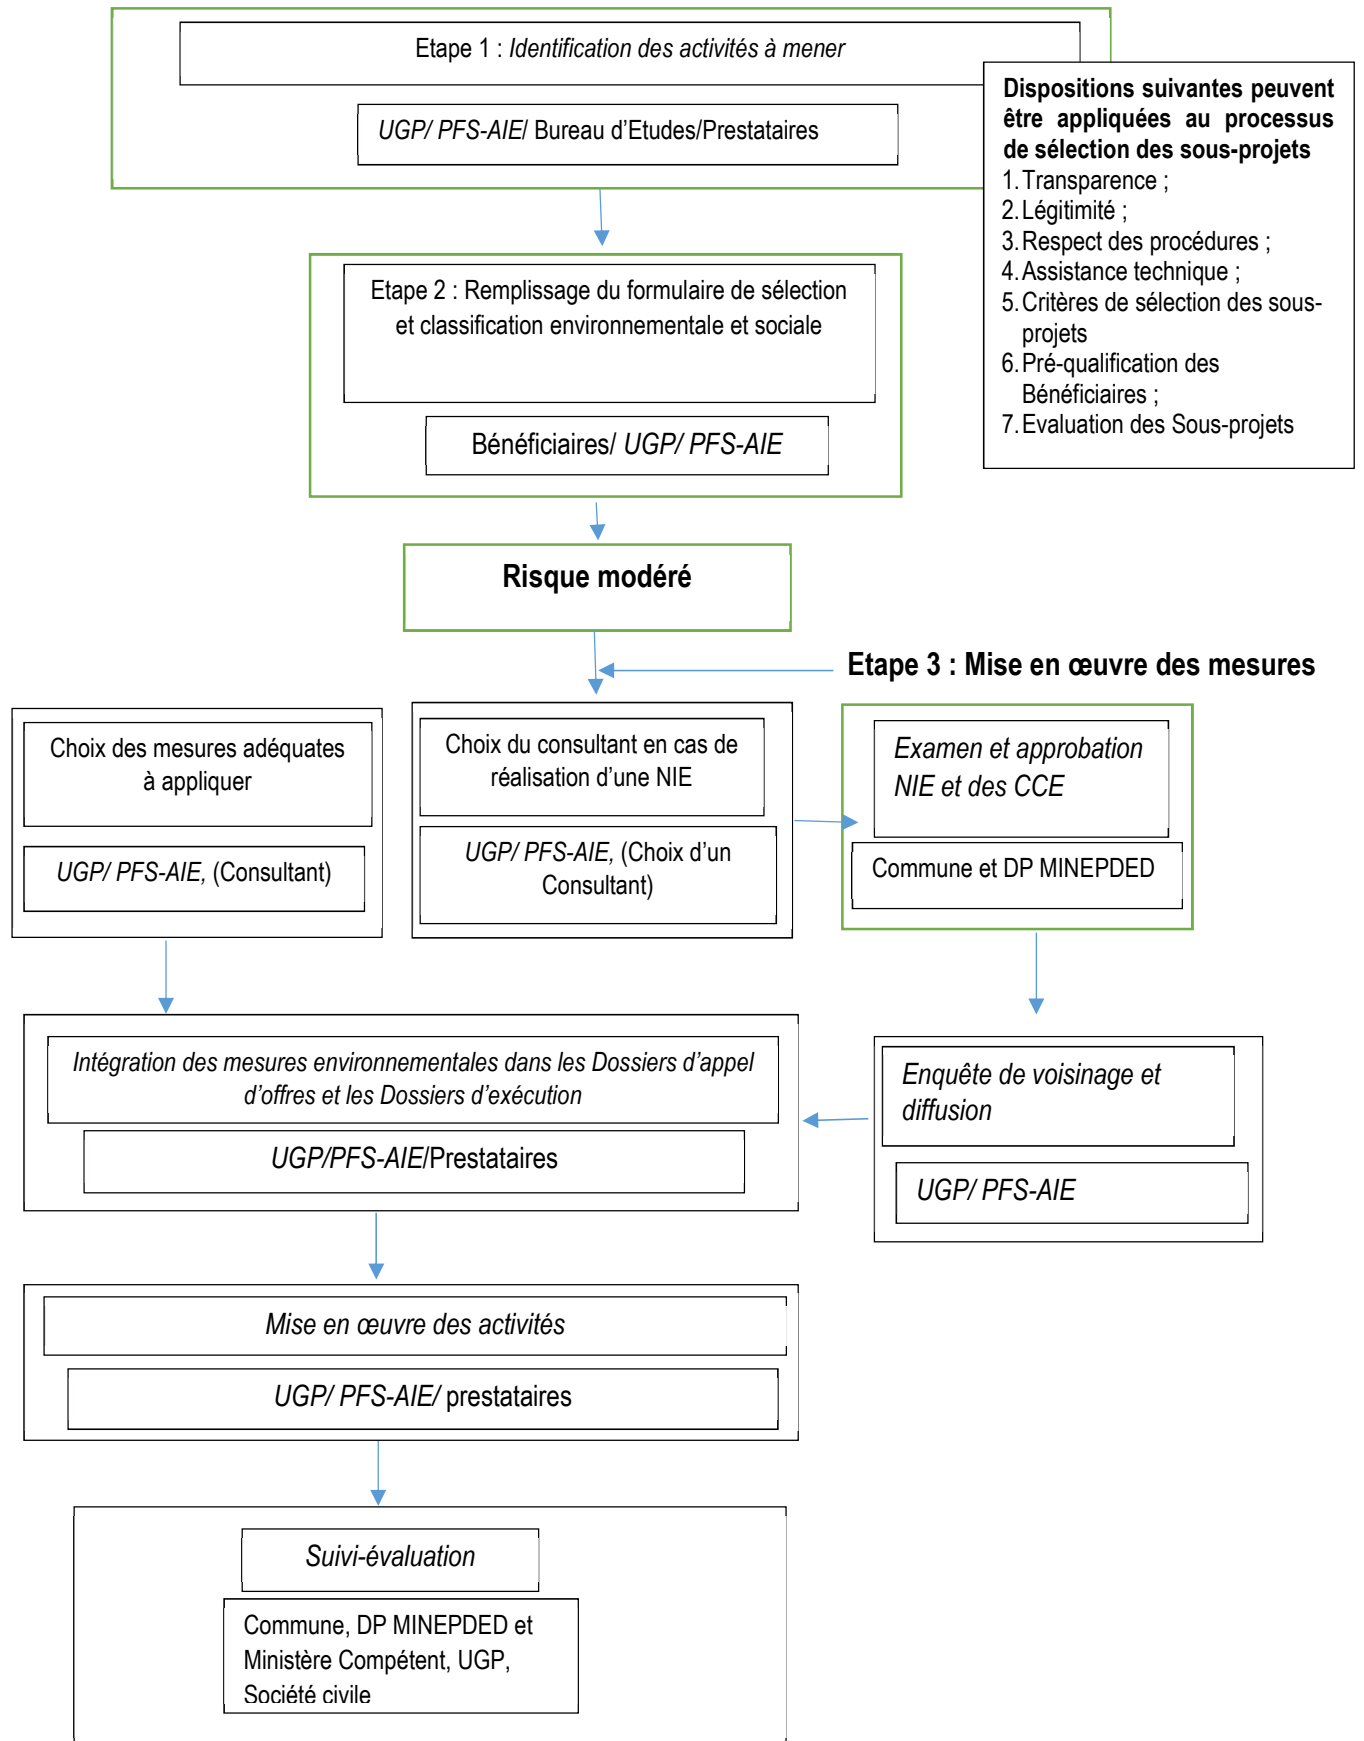 Etape 1 : Identification des activités à mener
UGP/ PFS-AIE/ Bureau d’Etudes/Prestataires
Dispositions suivantes peuvent
être appliquées au processus
de sélection des sous-projets
1. Transparence ;
2. Légitimité ;
3. Respect des procédures ;
4. Assistance technique ;
5. Critères de sélection des sous-
projets
6. Pré-qualification des
Bénéficiaires ;
7. Evaluation des Sous-projets
Etape 2 : Remplissage du formulaire de sélection
et classification environnementale et sociale
Bénéficiaires/ UGP/ PFS-AIE
Risque modéré
Etape 3 : Mise en œuvre des mesures
Choix des mesures adéquates
à appliquer
UGP/ PFS-AIE, (Consultant)
Choix du consultant en cas de
réalisation d’une NIE
UGP/ PFS-AIE, (Choix d’un
Consultant)
Examen et approbation
NIE et des CCE
Commune et DP MINEPDED
Intégration des mesures environnementales dans les Dossiers d’appel
d’offres et les Dossiers d’exécution
UGP/PFS-AIE/Prestataires
Enquête de voisinage et
diffusion
UGP/ PFS-AIE
Mise en œuvre des activités
UGP/ PFS-AIE/ prestataires
Suivi-évaluation
Commune, DP MINEPDED et
Ministère Compétent, UGP,
Société civile